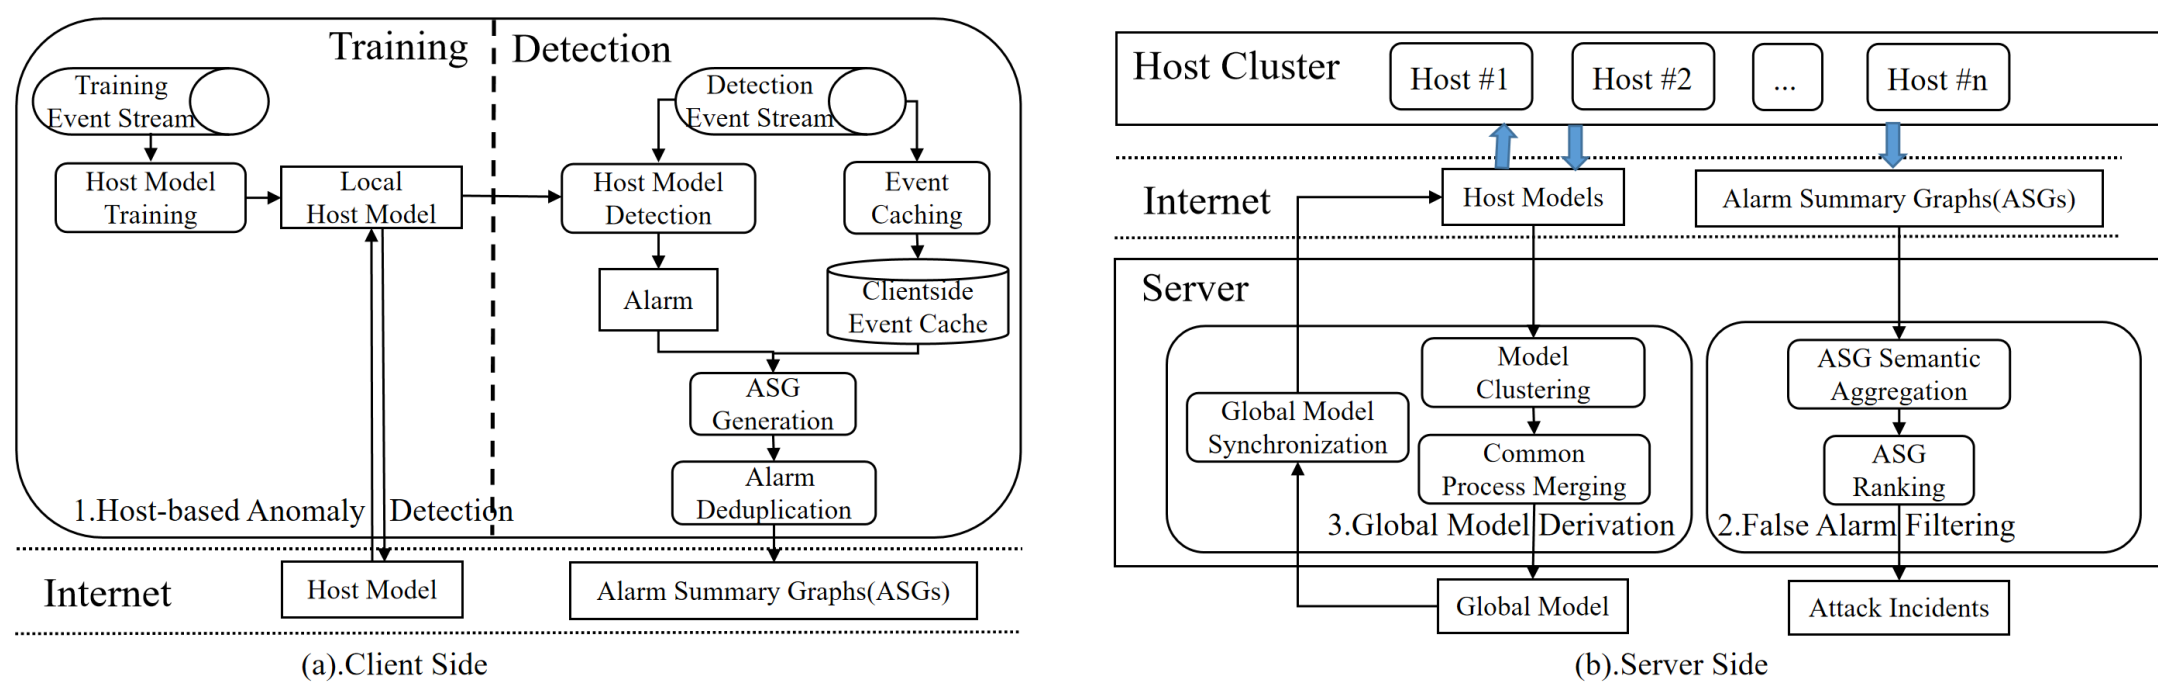 Training
Detection
Training
Event Stream
Detection
Event Stream
Host Model
Training
Local
Host Model
Host Model
Detection
Event
Caching
Alarm
Clientside
Event Cache
ASG
Generation
Alarm
Deduplication
1.Host-based Anomaly Detection
Internet
Host Model
Alarm Summary Graphs(ASGs)
(a).Client Side
Host Cluster
Host #1
Host #2
...
Host #n
Internet
Host Models
Alarm Summary Graphs(ASGs)
Server
Model
Clustering
Global Model
Synchronization
Common
Process Merging
3.Global Model Derivation
ASG Semantic
Aggregation
ASG
Ranking
2.False Alarm Filtering
Global Model
Attack Incidents
(b).Server Side